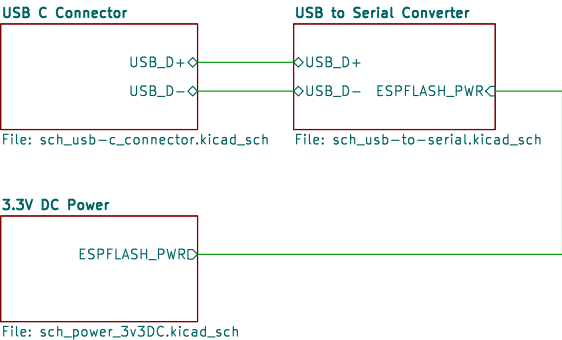 USB C Connector
USB to Serial Converter
USB_D+
USB_D+
USB_D-
USB_D- ESPFLASH_PWR
File: sch_usb-c_connector.kicad_sch
File: sch_usb-to-serial.kicad_sch
3.3V DC Power
ESPFLASH_PWR
File: sch_power_3v3DC.kicad_sch